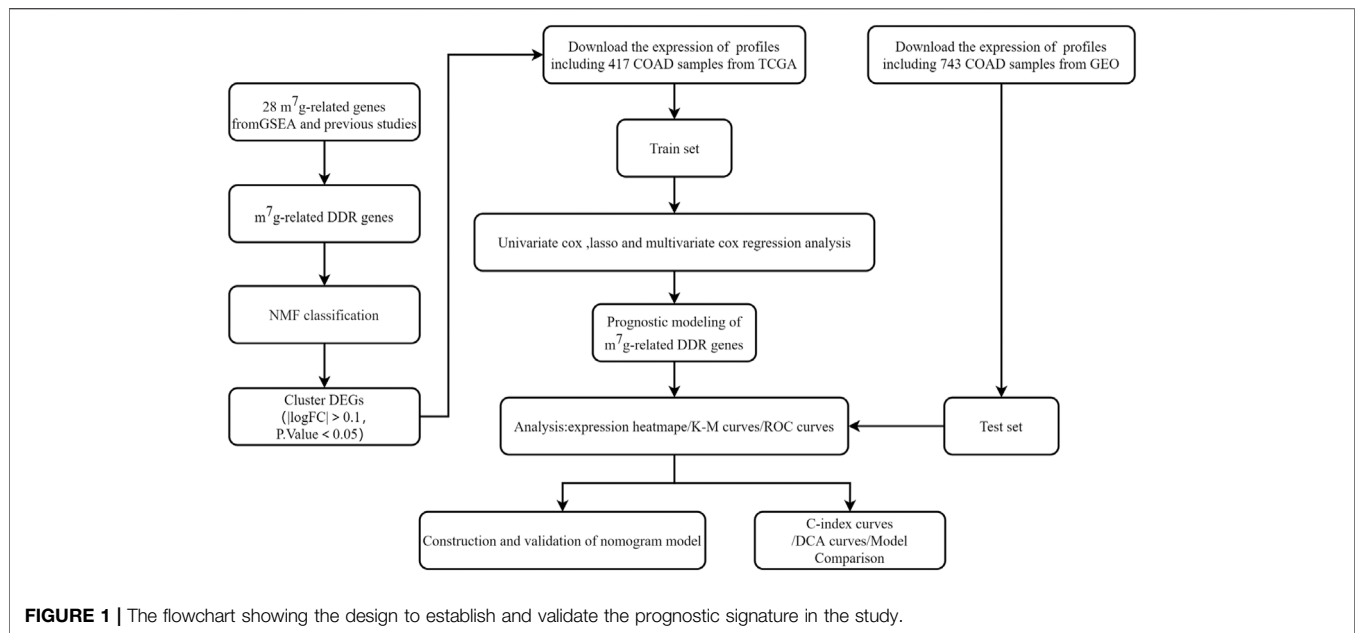 28 m7g-related genes
fromGSEA and previous studies
m7g-related DDR genes
NMF classification
Cluster DEGs
(|logFC| > 0.1,
P.Value < 0.05)
Download the expression of profiles
including 417 COAD samples from TCGA
Train set
Univariate cox ,lasso and multivariate cox regression analysis
Prognostic modeling of
m7g-related DDR genes
Download the expression of profiles
including 743 COAD samples from GEO
Test set
Analysis:expression heatmape/K-M curves/ROC curves
Construction and validation of nomogram model
C-index curves
/DCA curves/Model
Comparison
FIGURE 1 | The flowchart showing the design to establish and validate the prognostic signature in the study.